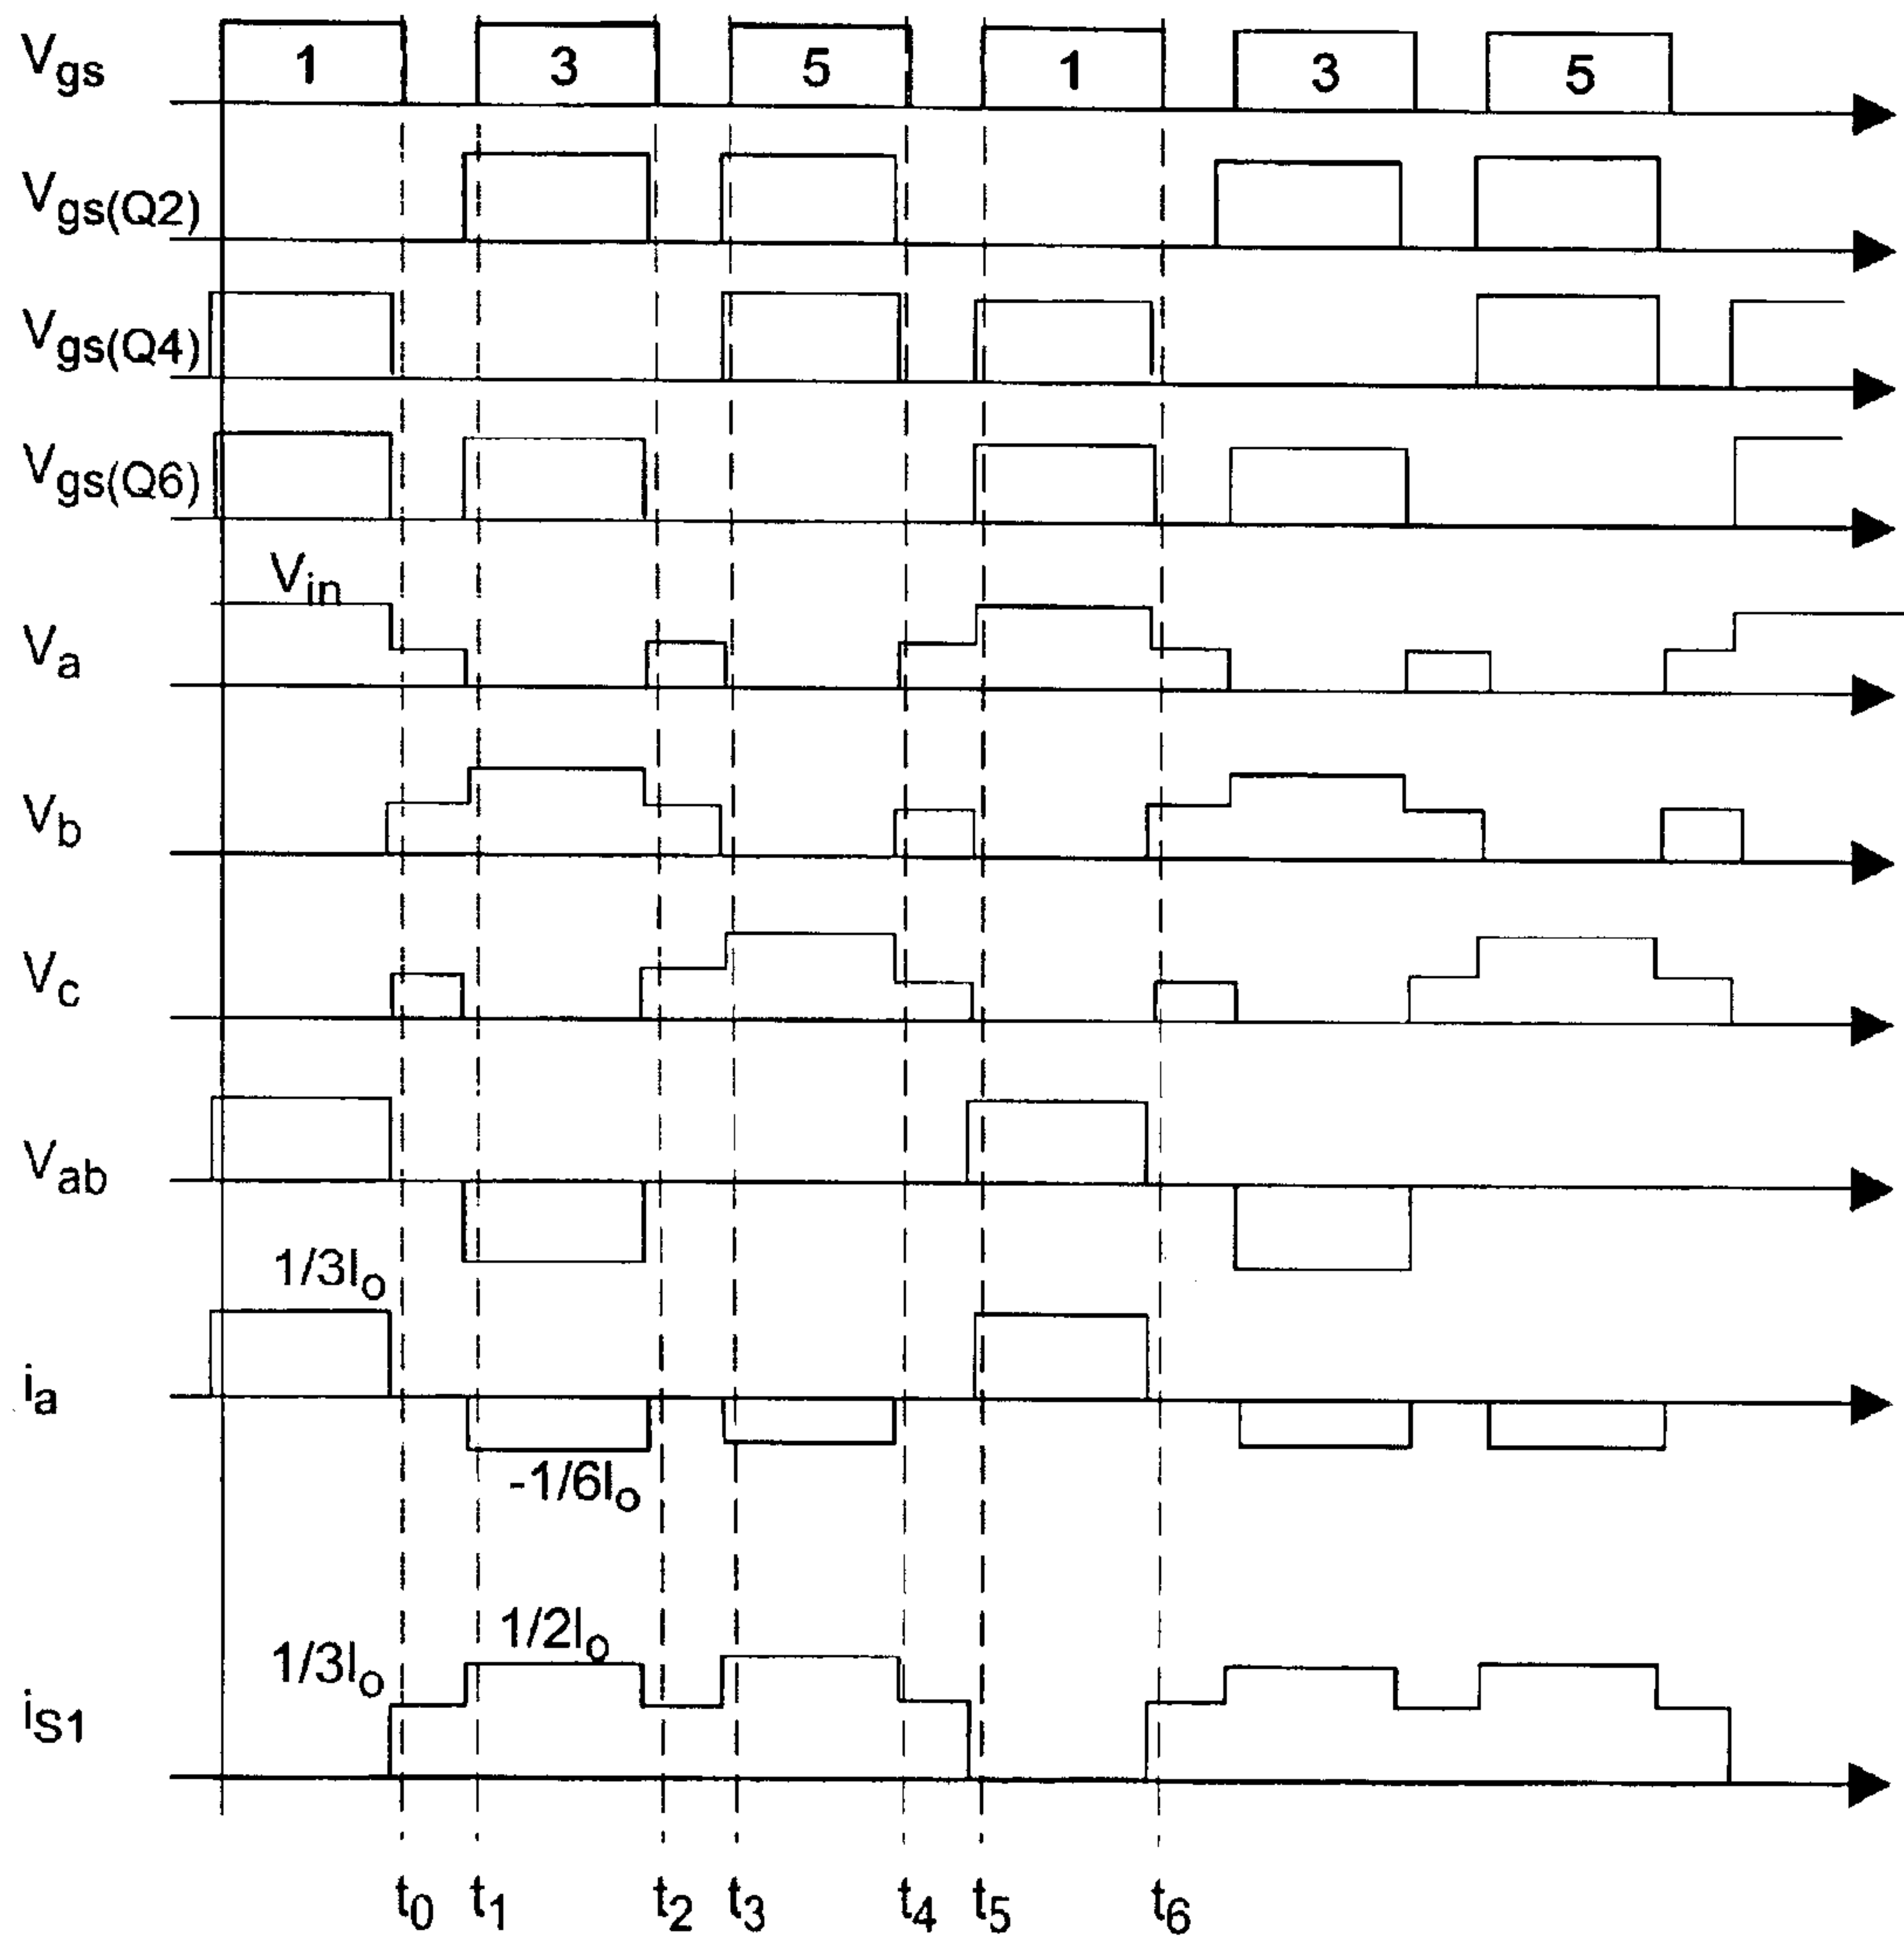 Vgs 1 3 5 1 3 5
Vgs(Q2)
Vgs(Q4)
Vgs(Q6)
Vin
Va
Vb
Vc
Vab
1/3Io
ia
-1/6Io
1/2Io
1/3Io
iS1
t0 t1 t2 t3 t4 t5 t6